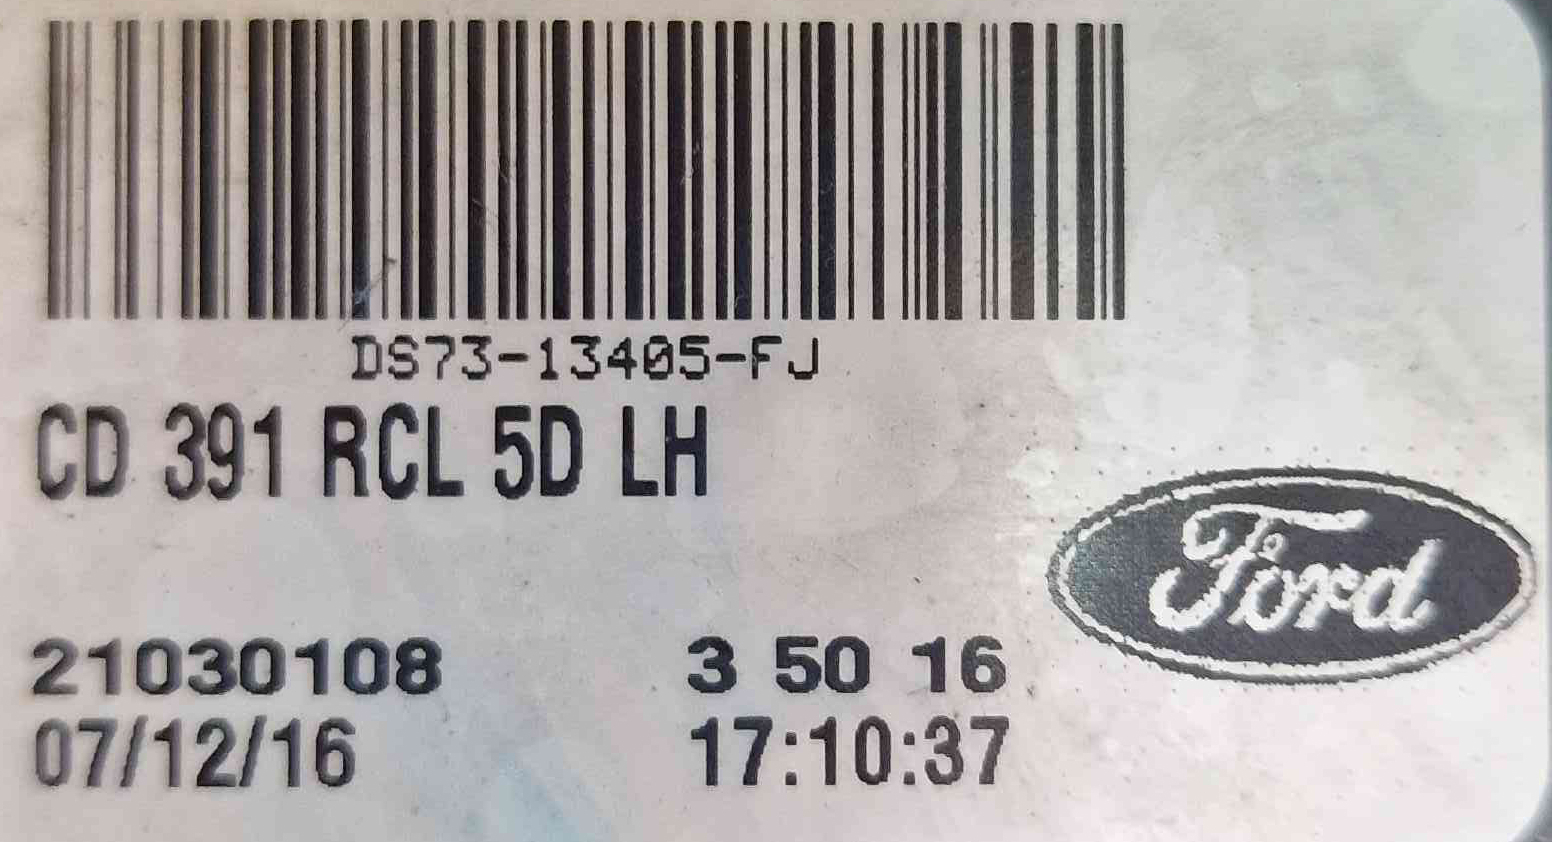 DS73-13405-FJ
CD 391 RCL 5D LH
Ford
21030108 3 50 16
07/12/16 17:10:37